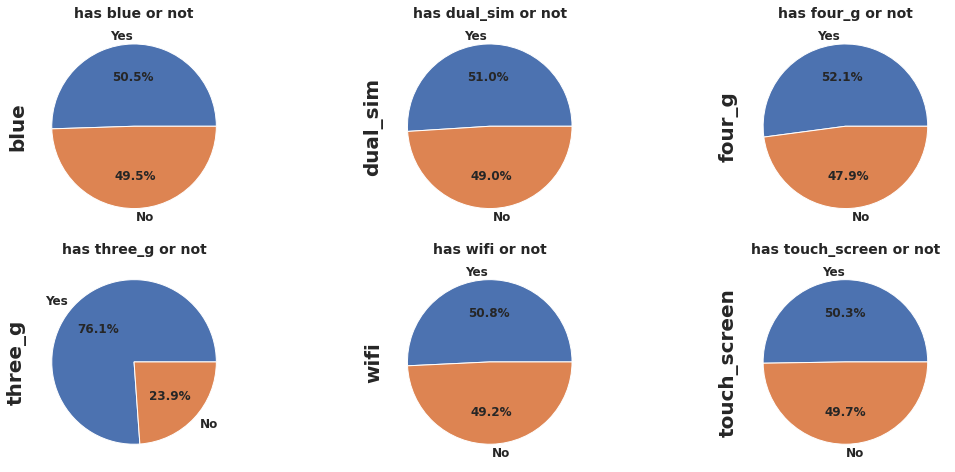 has blue or not
Yes
50.5%
blue
49.5%
No
has dual_sim or not
Yes
51.0%
dual_sim
49.0%
No
has four_g or not
Yes
52.1%
four_g
47.9%
No
has three_g or not
Yes
76.1%
three_g
23.9%
No
has wifi or not
Yes
50.8%
wifi
49.2%
No
has touch_screen or not
Yes
50.3%
touch_screen
49.7%
No